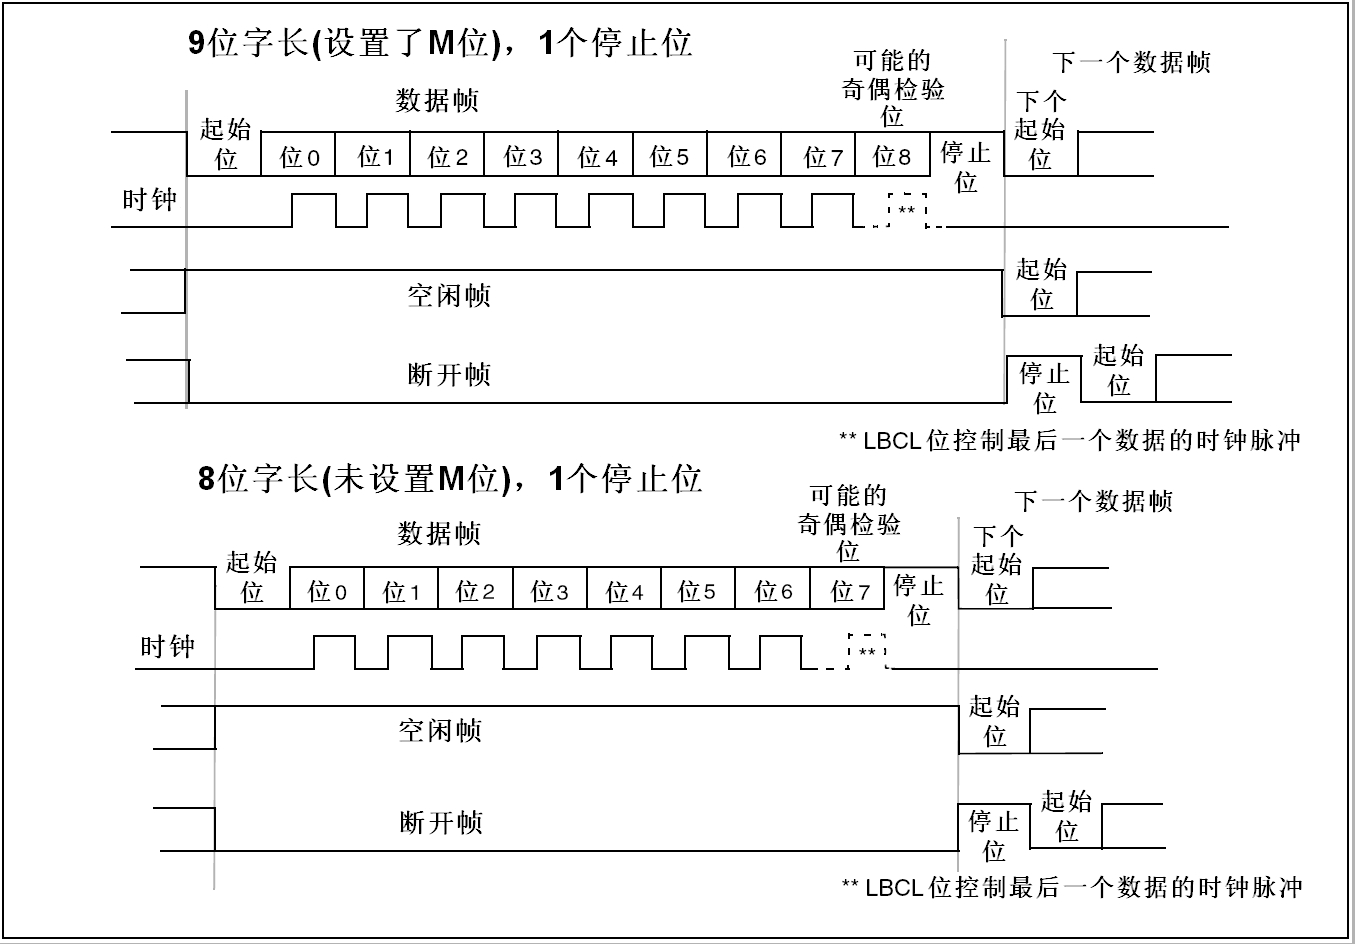 9位字长(设置了M位)，1个停止位
可能的
奇偶检验
位
下一个数据帧
数据帧
下个
起始
位
起始
位
位0
位1
位2
位3
位4
位5
位6
位7
位8
停止
位
时钟
**
空闲帧
起始
位
断开帧
停止
位
起始
位
** LBCL位控制最后一个数据的时钟脉冲
8位字长(未设置M位)，1个停止位
可能的
奇偶检验
位
下一个数据帧
数据帧
下个
起始
位
起始
位
位0
位1
位2
位3
位4
位5
位6
位7
停止
位
时钟
**
空闲帧
起始
位
断开帧
停止
位
起始
位
** LBCL位控制最后一个数据的时钟脉冲